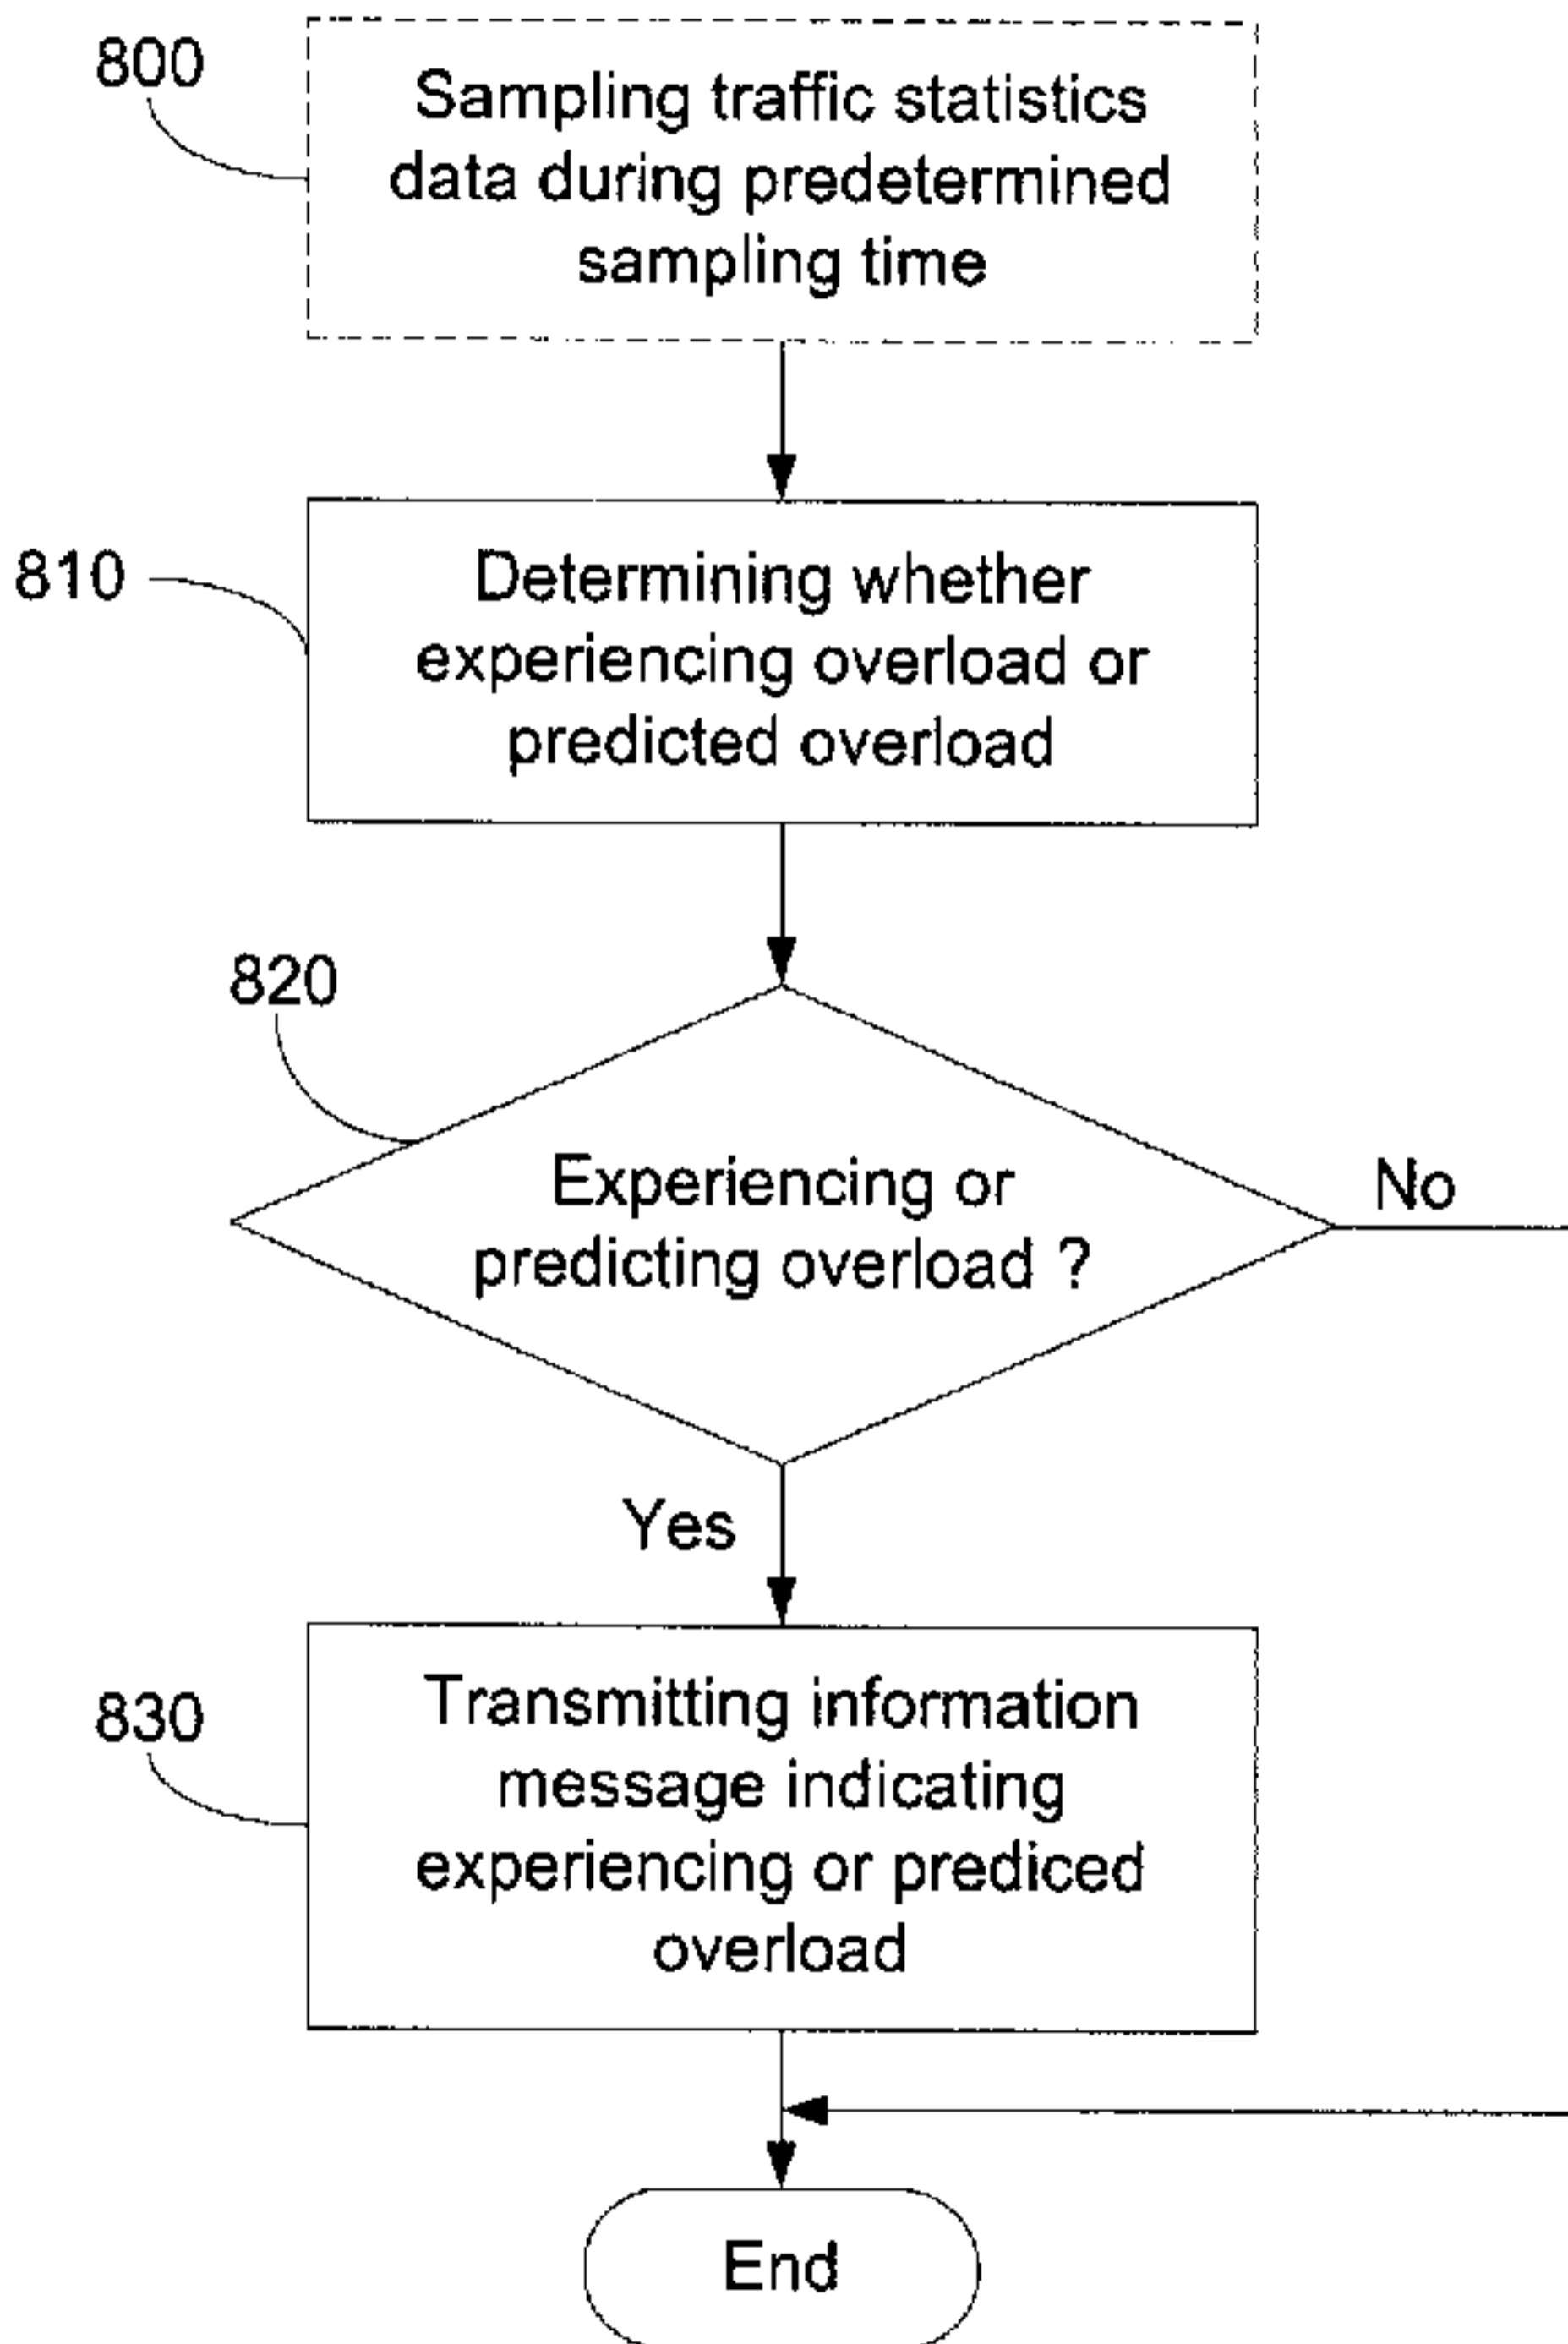 800
Sampling traffic statistics
data during predetermined
sampling time
810
Determining whether
experiencing overload or
predicted overload
820
Experiencing or
predicting overload ?
No
Yes
830
Transmitting information
message indicating
experiencing or prediced
overload
End